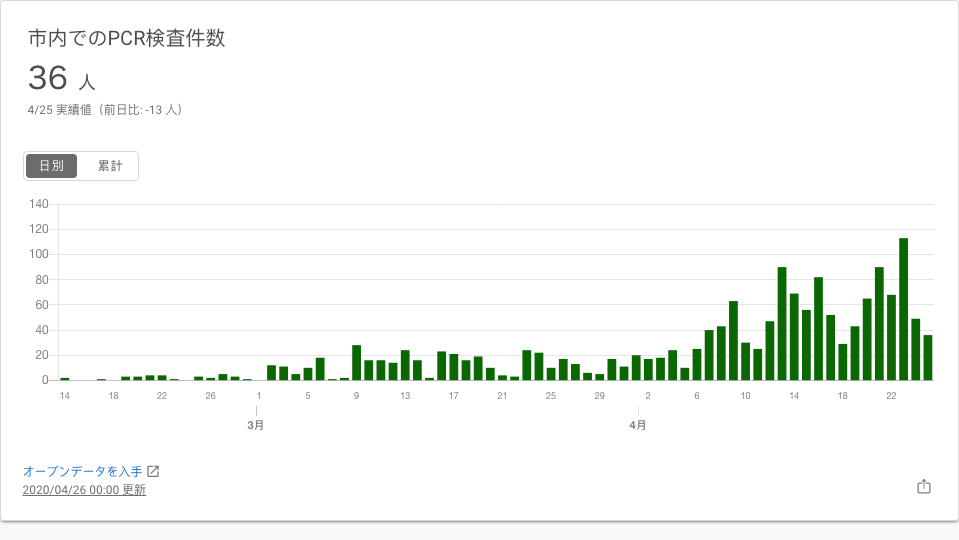 市内でのPCR検査件数
36 人
4/25 実績値（前日比: -13 人）
日別 累計
140
120
100
80
60
40
20
0
14 18 22 26 1 5 9 13 17 21 25 29 2 6 10 14 18 22
3月 4月
オープンデータを入手
2020/04/26 00:00 更新